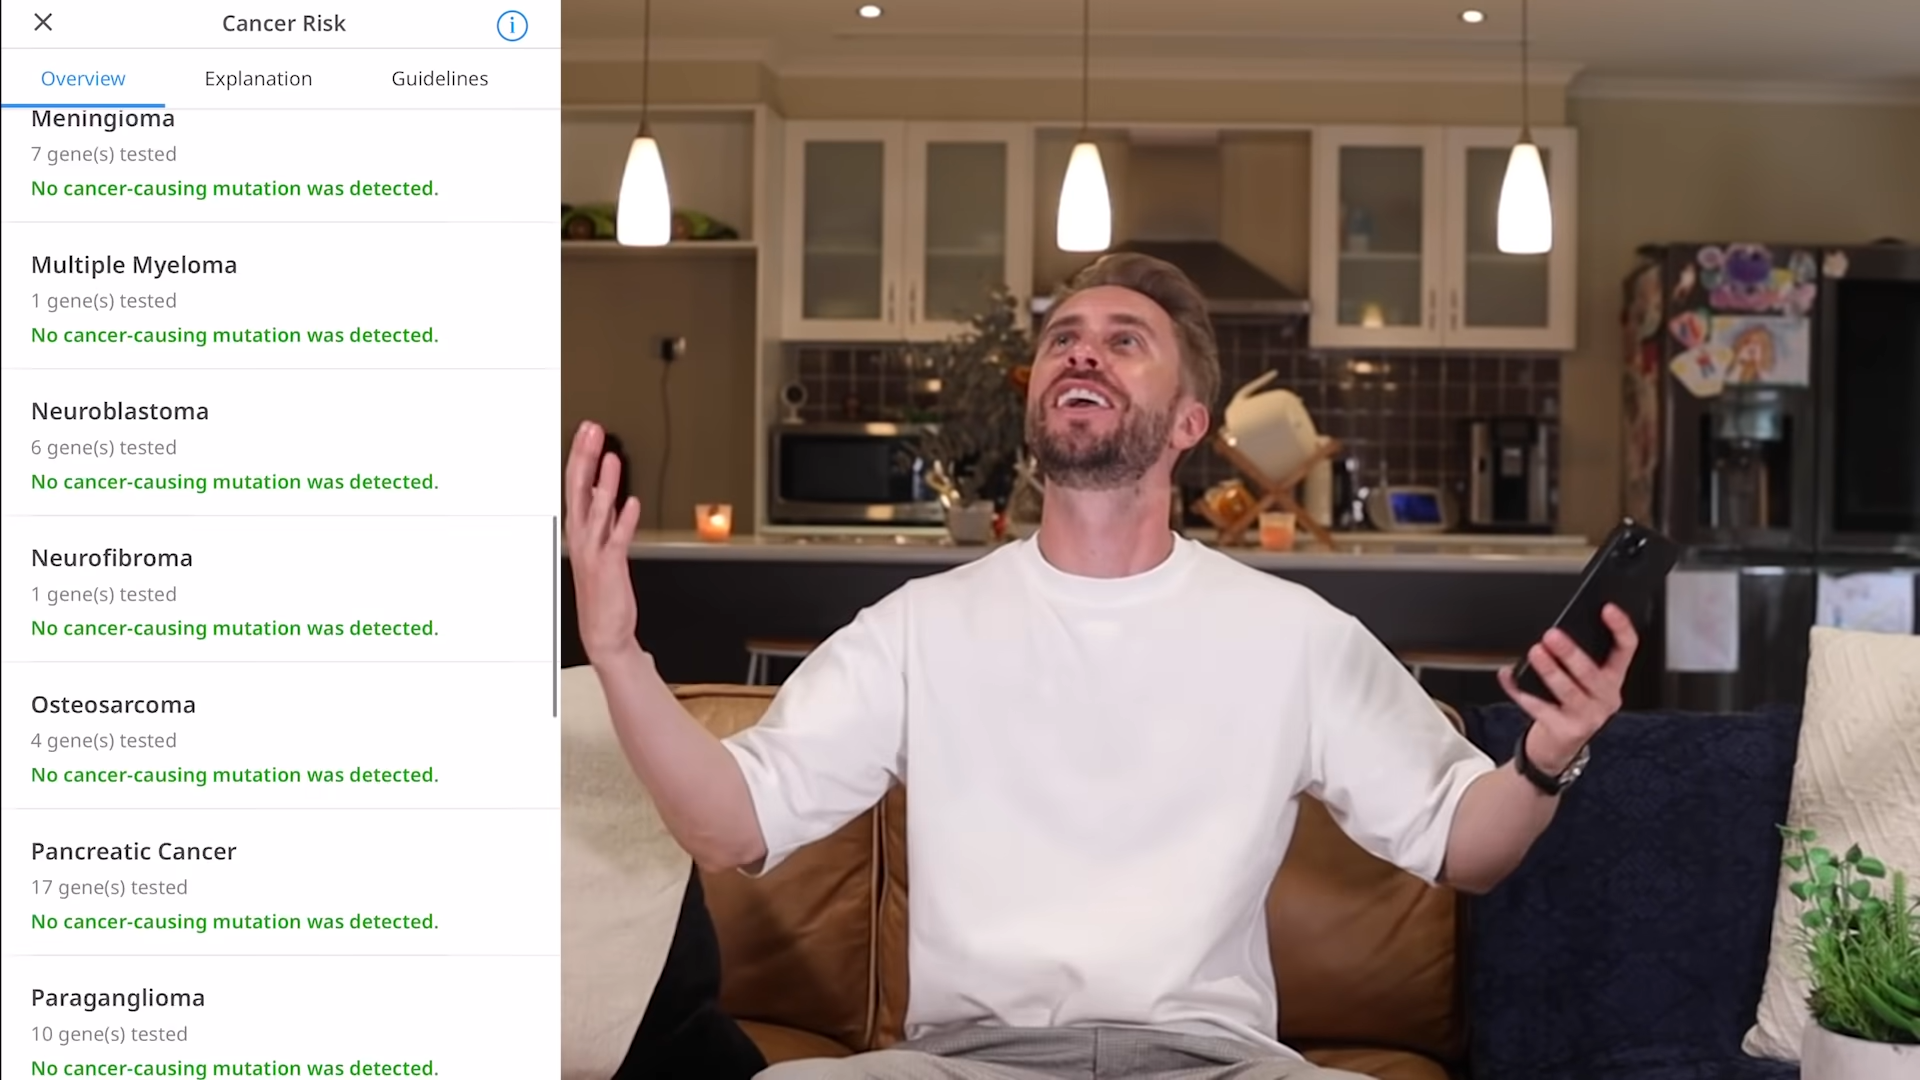 Cancer Risk
Overview Explanation Guidelines
Meningioma
7 gene(s) tested
No cancer-causing mutation was detected.
Multiple Myeloma
1 gene(s) tested
No cancer-causing mutation was detected.
Neuroblastoma
6 gene(s) tested
No cancer-causing mutation was detected.
Neurofibroma
1 gene(s) tested
No cancer-causing mutation was detected.
Osteosarcoma
4 gene(s) tested
No cancer-causing mutation was detected.
Pancreatic Cancer
17 gene(s) tested
No cancer-causing mutation was detected.
Paraganglioma
10 gene(s) tested
No cancer-causing mutation was detected.